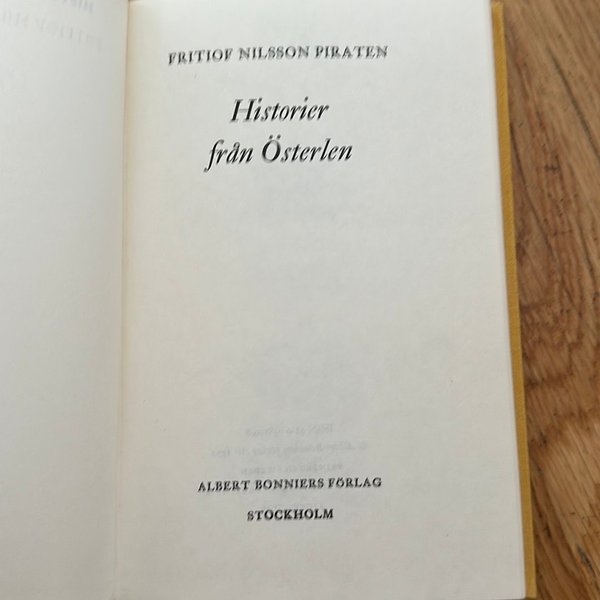 FRITIOF NILSSON PIRATEN
Historier
från Österlen
ALBERT BONNIERS FÖRLAG
STOCKHOLM